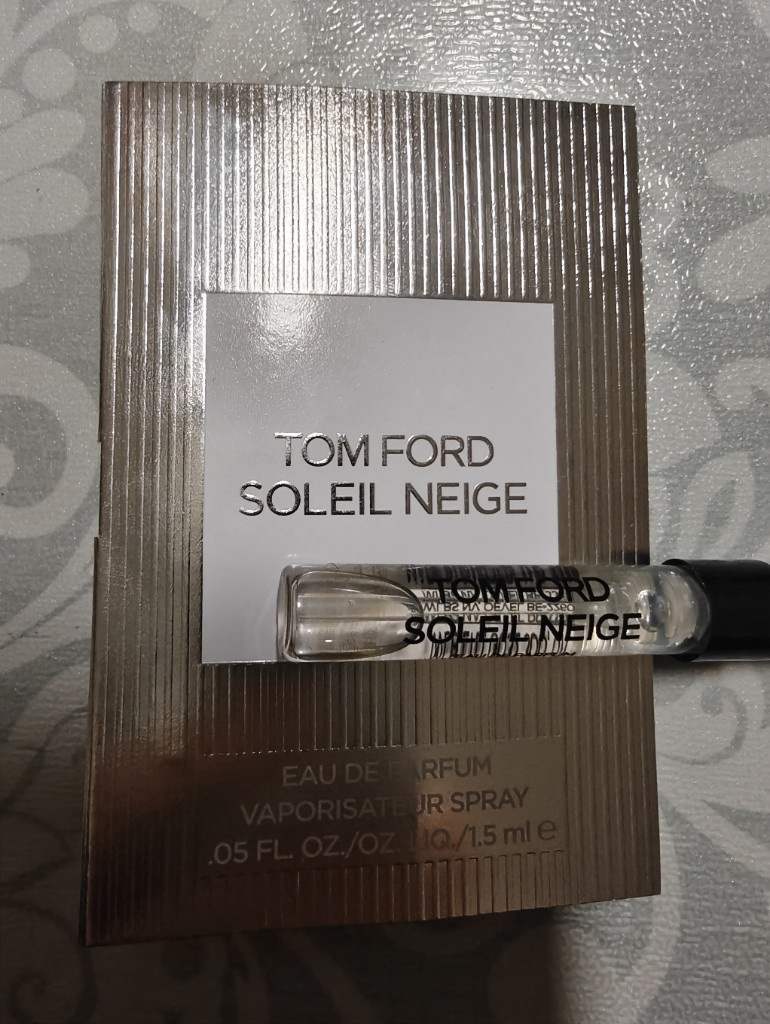 TOM FORD
SOLEIL NEIGE
TOM FORD
SOLEIL NEIGE
EAU DE PARFUM
VAPORISATEUR SPRAY
.05 FL. OZ./OZ. LIQ./1.5 ml e